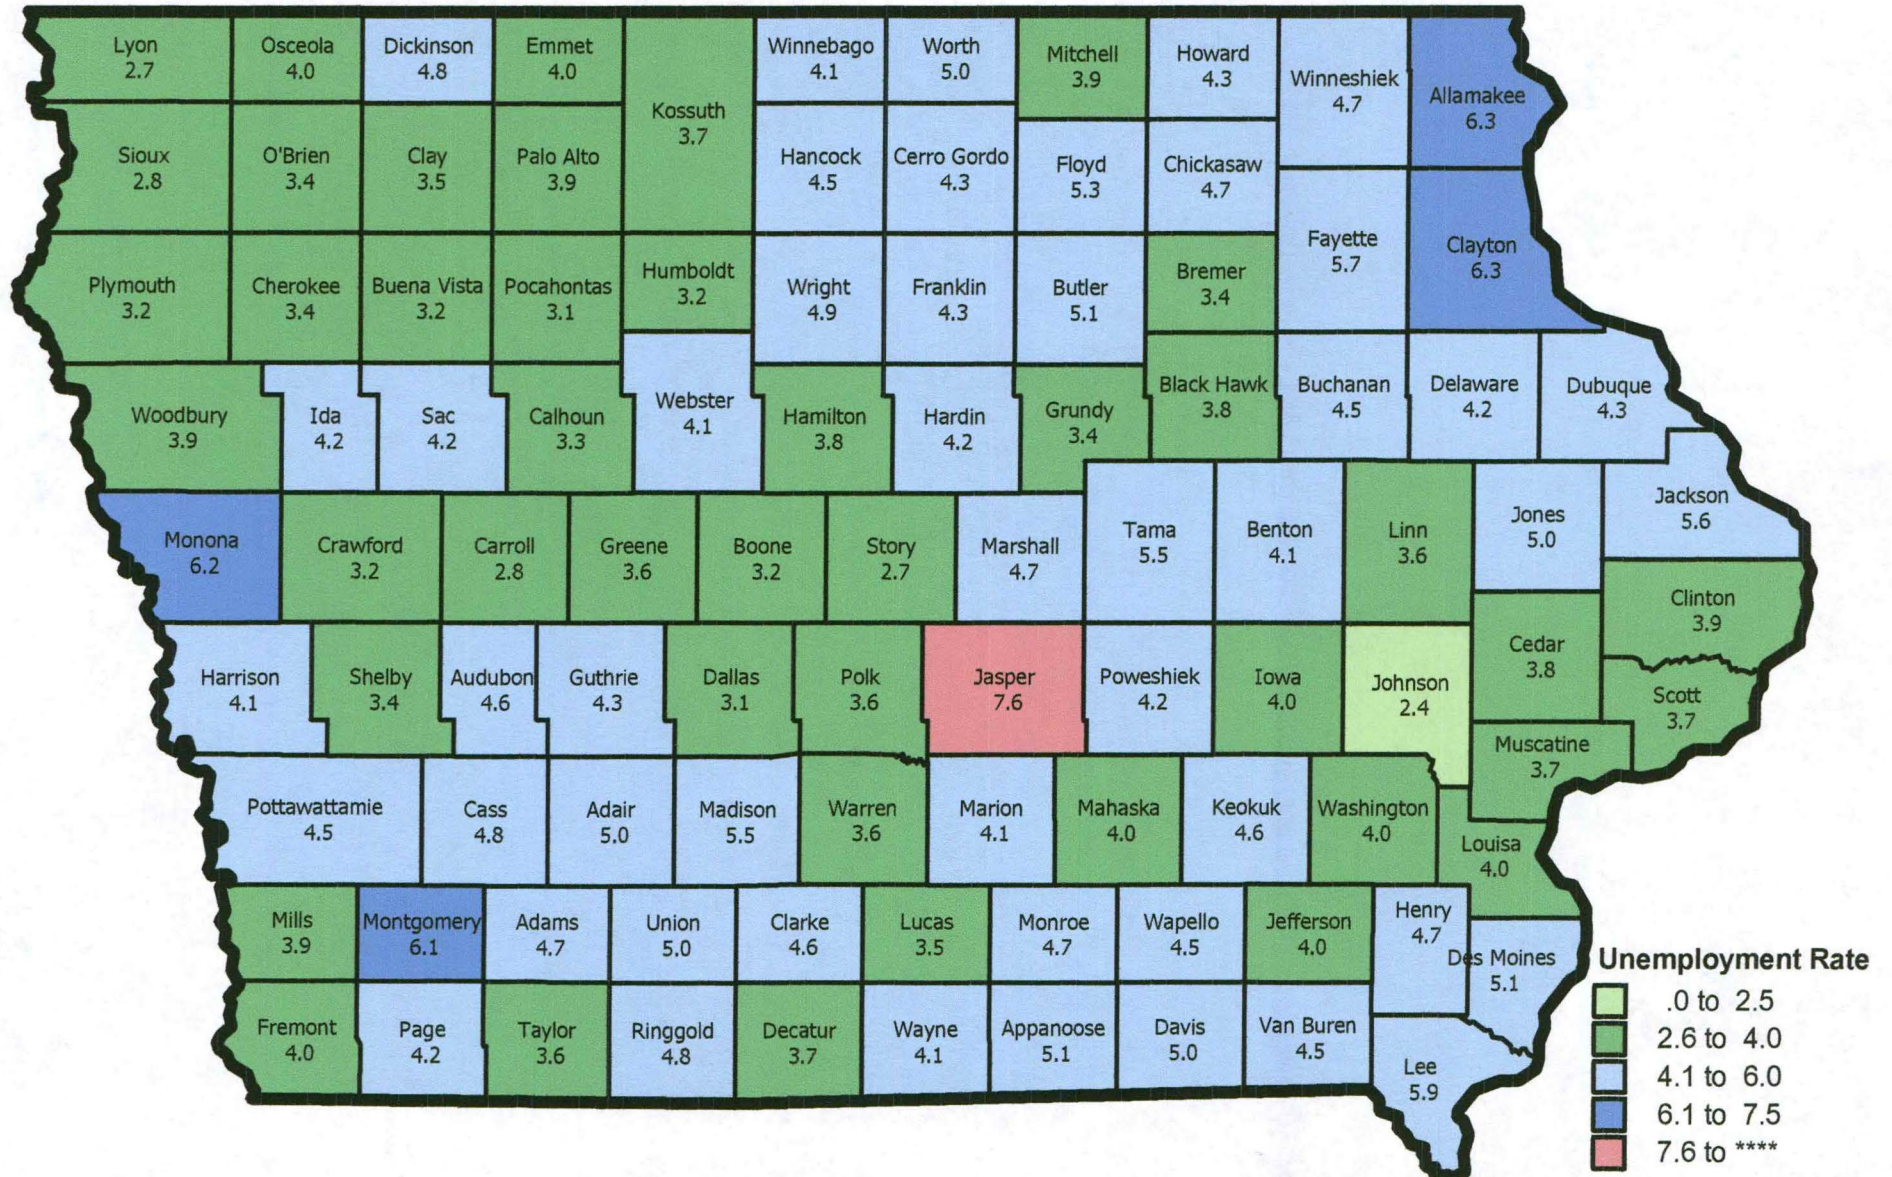 Lyon
2.7
Osceola
4.0
Dickinson
4.8
Emmet
4.0
Kossuth
3.7
Winnebago
4.1
Worth
5.0
Mitchell
3.9
Howard
4.3
Winneshiek
4.7
Allamakee
6.3
Sioux
2.8
O'Brien
3.4
Clay
3.5
Palo Alto
3.9
Hancock
4.5
Cerro Gordo
4.3
Floyd
5.3
Chickasaw
4.7
Fayette
5.7
Clayton
6.3
Plymouth
3.2
Cherokee
3.4
Buena Vista
3.2
Pocahontas
3.1
Humboldt
3.2
Wright
4.9
Franklin
4.3
Butler
5.1
Bremer
3.4
Woodbury
3.9
Ida
4.2
Sac
4.2
Calhoun
3.3
Webster
4.1
Hamilton
3.8
Hardin
4.2
Grundy
3.4
Black Hawk
3.8
Buchanan
4.5
Delaware
4.2
Dubuque
4.3
Monona
6.2
Crawford
3.2
Carroll
2.8
Greene
3.6
Boone
3.2
Story
2.7
Marshall
4.7
Tama
5.5
Benton
4.1
Linn
3.6
Jones
5.0
Jackson
5.6
Clinton
3.9
Harrison
4.1
Shelby
3.4
Audubon
4.6
Guthrie
4.3
Dallas
3.1
Polk
3.6
Jasper
7.6
Poweshiek
4.2
Iowa
4.0
Johnson
2.4
Cedar
3.8
Scott
3.7
Muscatine
3.7
Pottawattamie
4.5
Cass
4.8
Adair
5.0
Madison
5.5
Warren
3.6
Marion
4.1
Mahaska
4.0
Keokuk
4.6
Washington
4.0
Louisa
4.0
Mills
3.9
Montgomery
6.1
Adams
4.7
Union
5.0
Clarke
4.6
Lucas
3.5
Monroe
4.7
Wapello
4.5
Jefferson
4.0
Henry
4.7
Des Moines
5.1
Fremont
4.0
Page
4.2
Taylor
3.6
Ringgold
4.8
Decatur
3.7
Wayne
4.1
Appanoose
5.1
Davis
5.0
Van Buren
4.5
Lee
5.9
Unemployment Rate
.0 to 2.5
2.6 to 4.0
4.1 to 6.0
6.1 to 7.5
7.6 to ****